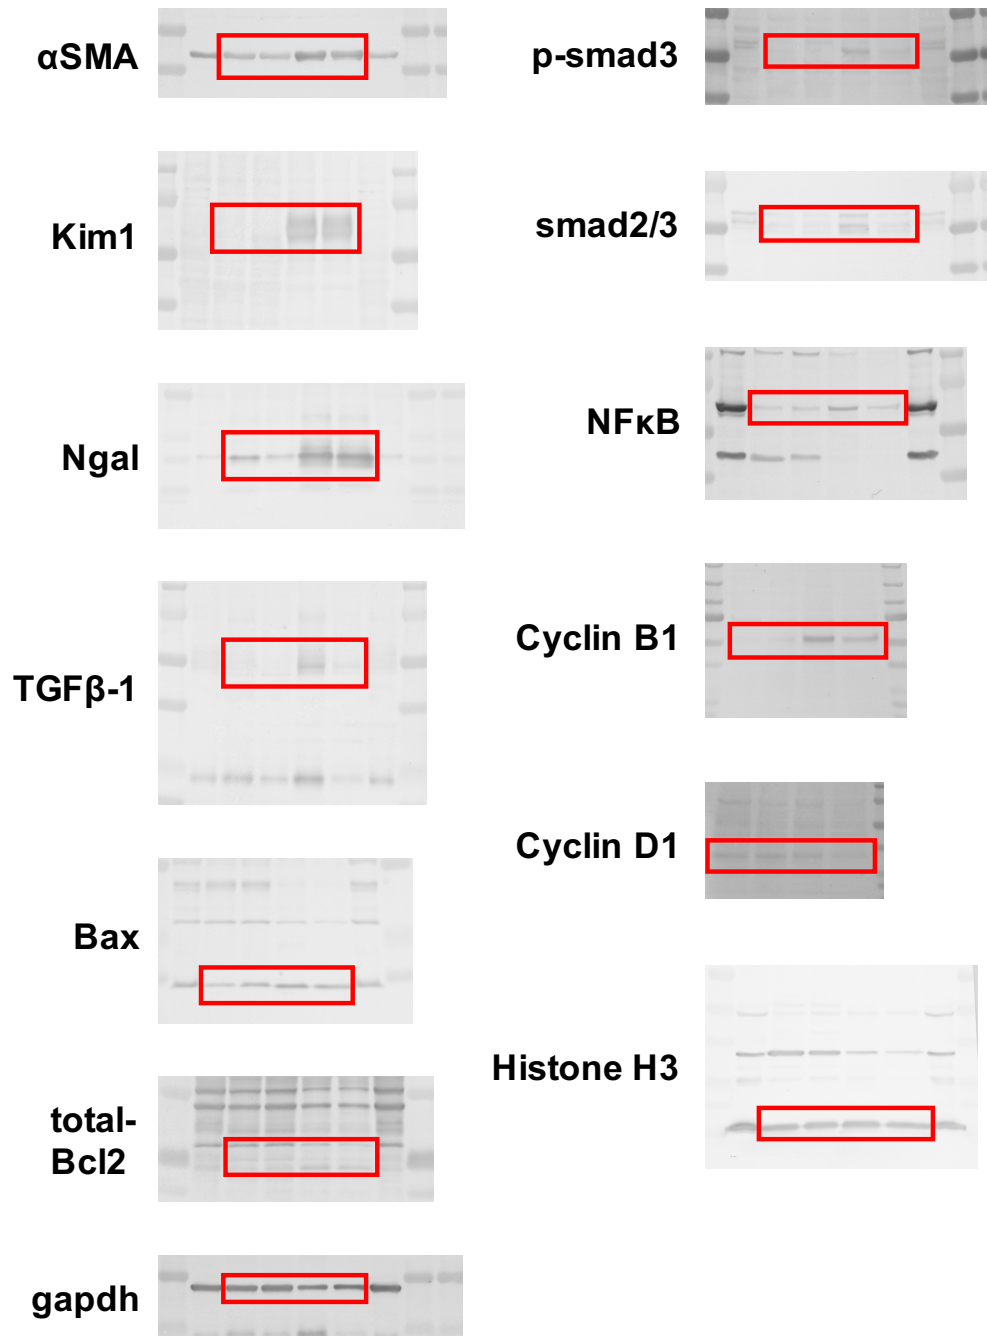 αSMA
Kim1
Ngal
TGFβ-1
Bax
total-
Bcl2
gapdh
p-smad3
smad2/3
NFκB
Cyclin B1
Cyclin D1
Histone H3